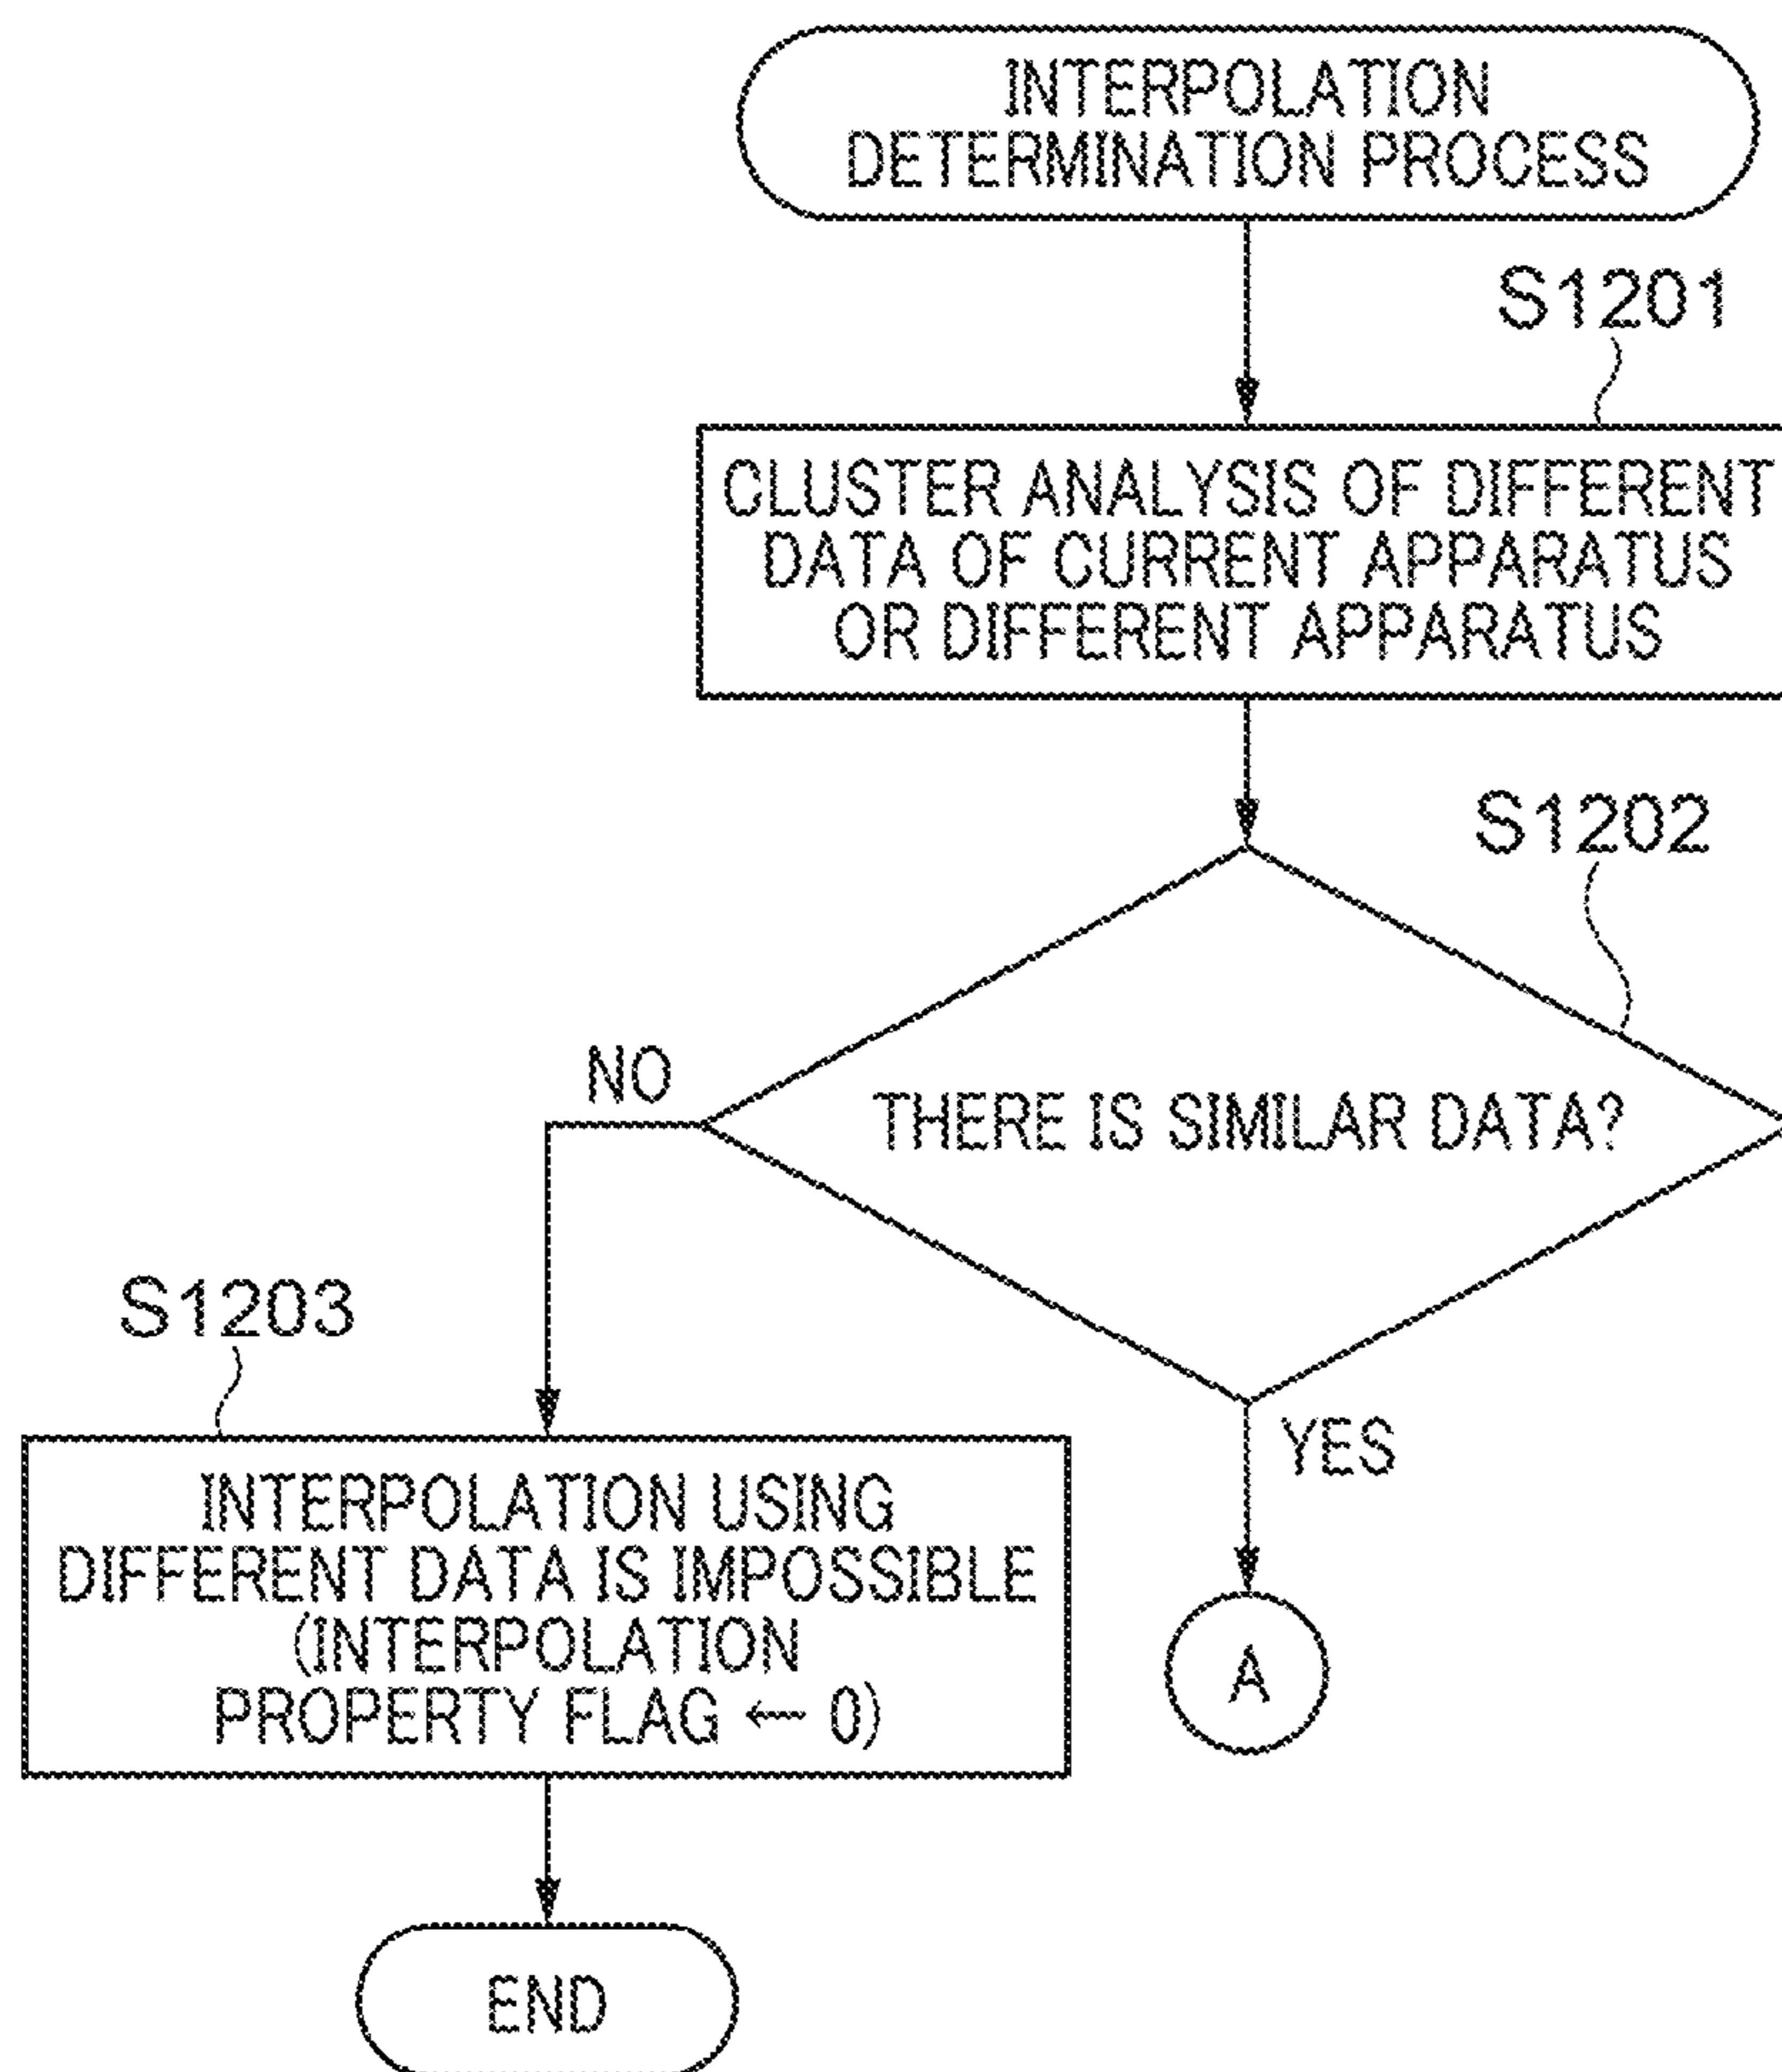 INTERPOLATION
DETERMINATION PROCESS
S1201
CLUSTER ANALYSIS OF DIFFERENT
DATA OF CURRENT APPARATUS
OR DIFFERENT APPARATUS
S1202
NO
THERE IS SIMILAR DATA?
S1203
YES
INTERPOLATION USING
DIFFERENT DATA IS IMPOSSIBLE
(INTERPOLATION
PROPERTY FLAG ← 0)
A
END